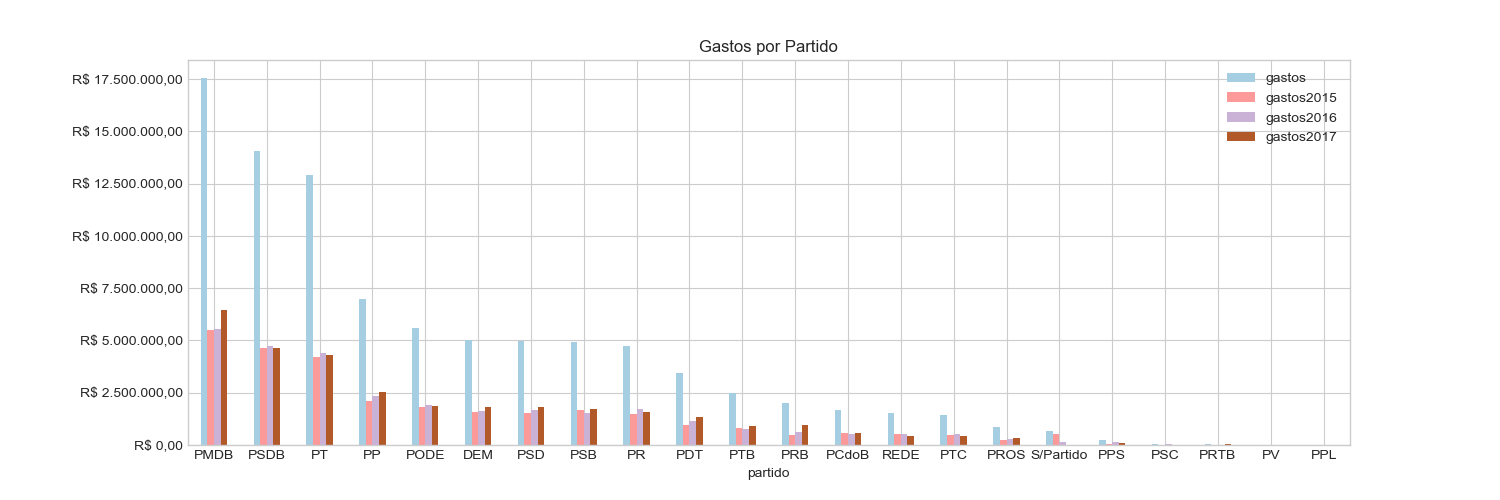 Gastos por Partido
R$ 17.500.000,00
R$ 15.000.000,00
R$ 12.500.000,00
R$ 10.000.000,00
R$ 7.500.000,00
R$ 5.000.000,00
R$ 2.500.000,00
R$ 0,00
gastos
gastos2015
gastos2016
gastos2017
PMDB PSDB PT PP PODE DEM PSD PSB PR PDT PTB PRB PCdoB REDE PTC PROS S/Partido PPS PSC PRTB PV PPL
partido